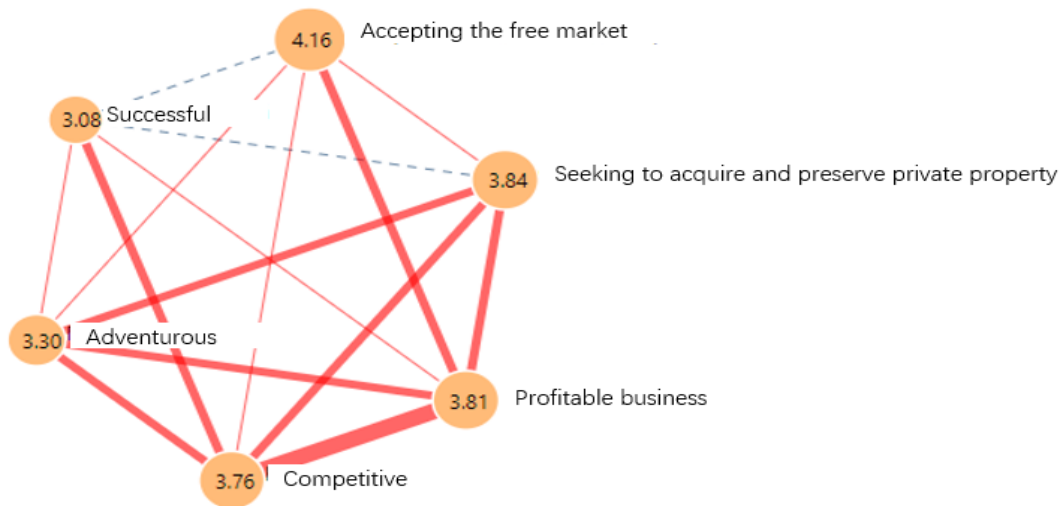 4.16 Accepting the free market
3.08 Successful
3.84 Seeking to acquire and preserve private property
3.30 Adventurous
3.81 Profitable business
3.76 Competitive